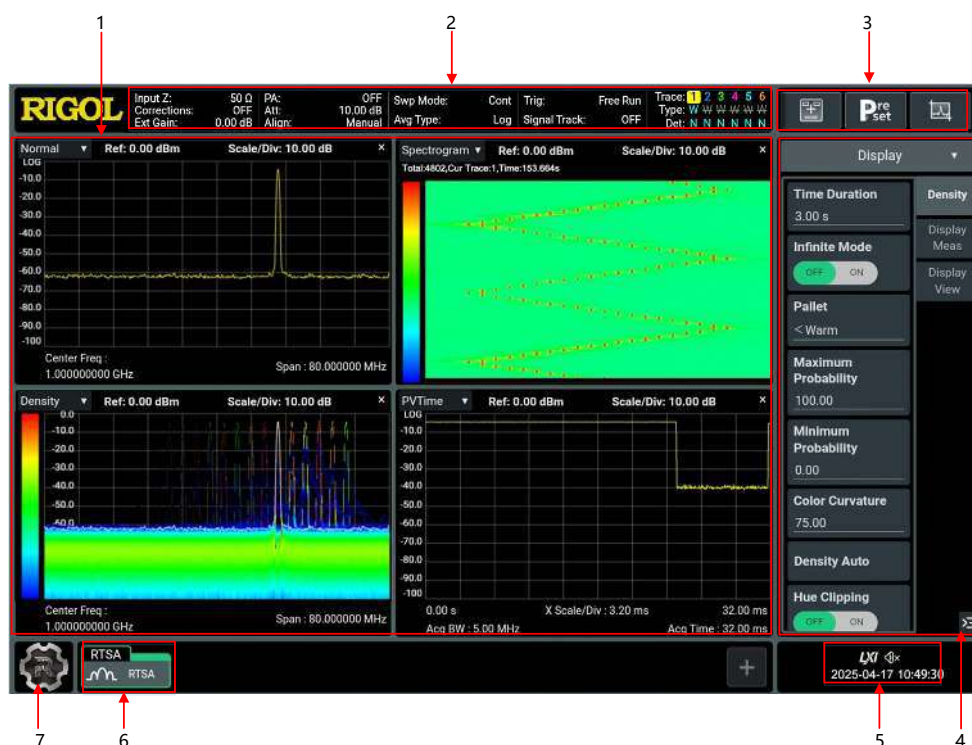 1 2 3
RIGOL
Input Z: 50 Ω PA: OFF Swp Mode: Cont Trig: Free Run Trace: 1 2 3 4 5 6
Corrections: OFF Att: 10.00 dB Type: W W W W W W
Ext Gain: 0.00 dB Align: Manual Avg Type: Log Signal Track: OFF Det: N N N N N N
Pre
set
Normal ▼ Ref: 0.00 dBm Scale/Div: 10.00 dB ×
LOG
-10.0
-20.0
-30.0
-40.0
-50.0
-60.0
-70.0
-80.0
-90.0
-100
Center Freq :
1.000000000 GHz Span : 80.000000 MHz
Spectrogram ▼ Ref: 0.00 dBm Scale/Div: 10.00 dB ×
Total:4802,Cur Trace:1,Time:153.664s
Density ▼ Ref: 0.00 dBm Scale/Div: 10.00 dB ×
0.0
-10.0
-20.0
-30.0
-40.0
-50.0
-60.0
-70.0
-80.0
-90.0
Center Freq :
1.000000000 GHz Span : 80.000000 MHz
PVTime ▼ Ref: 0.00 dBm Scale/Div: 10.00 dB ×
LOG
-10.0
-20.0
-30.0
-40.0
-50.0
-60.0
-70.0
-80.0
-90.0
-100
0.00 s X Scale/Div : 3.20 ms 32.00 ms
Acq BW : 5.00 MHz Acq Time : 32.00 ms
Display ▼
Time Duration
3.00 s
Infinite Mode
OFF ON
Pallet
< Warm
Maximum
Probability
100.00
Minimum
Probability
0.00
Color Curvature
75.00
Density Auto
Hue Clipping
OFF ON
Density
Display
Meas
Display
View
RTSA
RTSA
+
LXI
2025-04-17 10:49:30
7 6 5 4